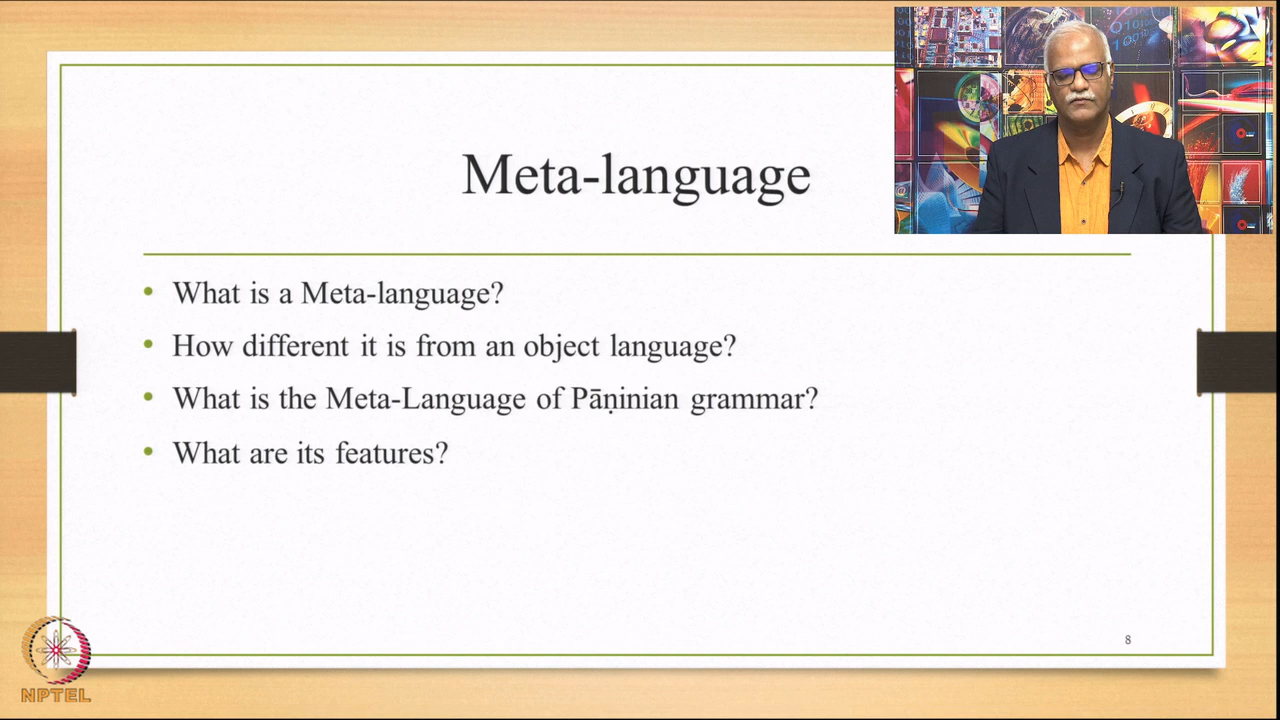 Meta-language
• What is a Meta-language?
• How different it is from an object language?
• What is the Meta-Language of Pāṇinian grammar?
• What are its features?
8
NPTEL